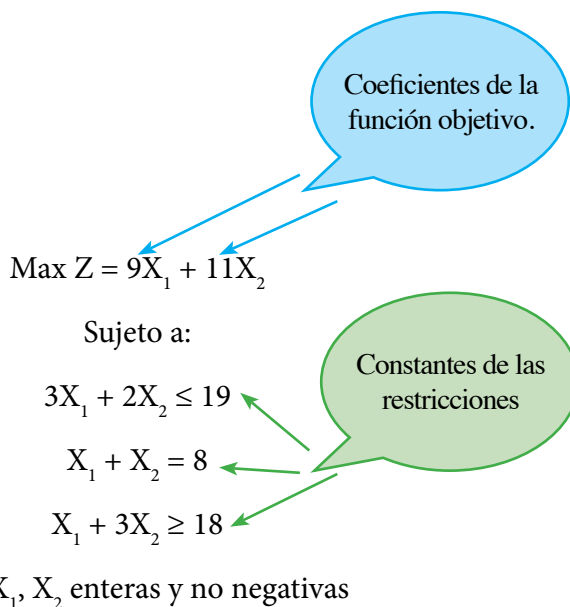 Coeficientes de la
función objetivo.
Max Z = 9X₁ + 11X₂
Sujeto a:
3X₁ + 2X₂ ≤ 19
Constantes de las
restricciones
X₁ + X₂ = 8
X₁ + 3X₂ ≥ 18
X₁, X₂ enteras y no negativas